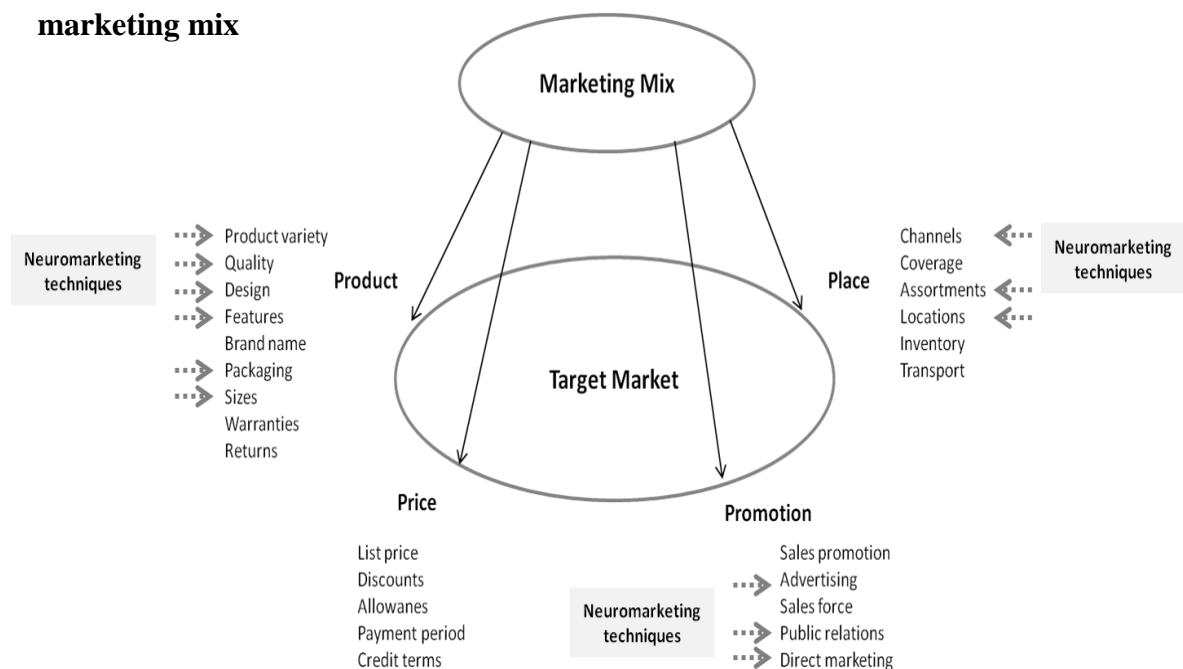 marketing mix
Marketing Mix
Neuromarketing
techniques
Product variety
Quality
Design
Features
Brand name
Packaging
Sizes
Warranties
Returns
Product
Target Market
Place
Channels
Coverage
Assortments
Locations
Inventory
Transport
Neuromarketing
techniques
Price
List price
Discounts
Allowanes
Payment period
Credit terms
Promotion
Neuromarketing
techniques
Sales promotion
Advertising
Sales force
Public relations
Direct marketing